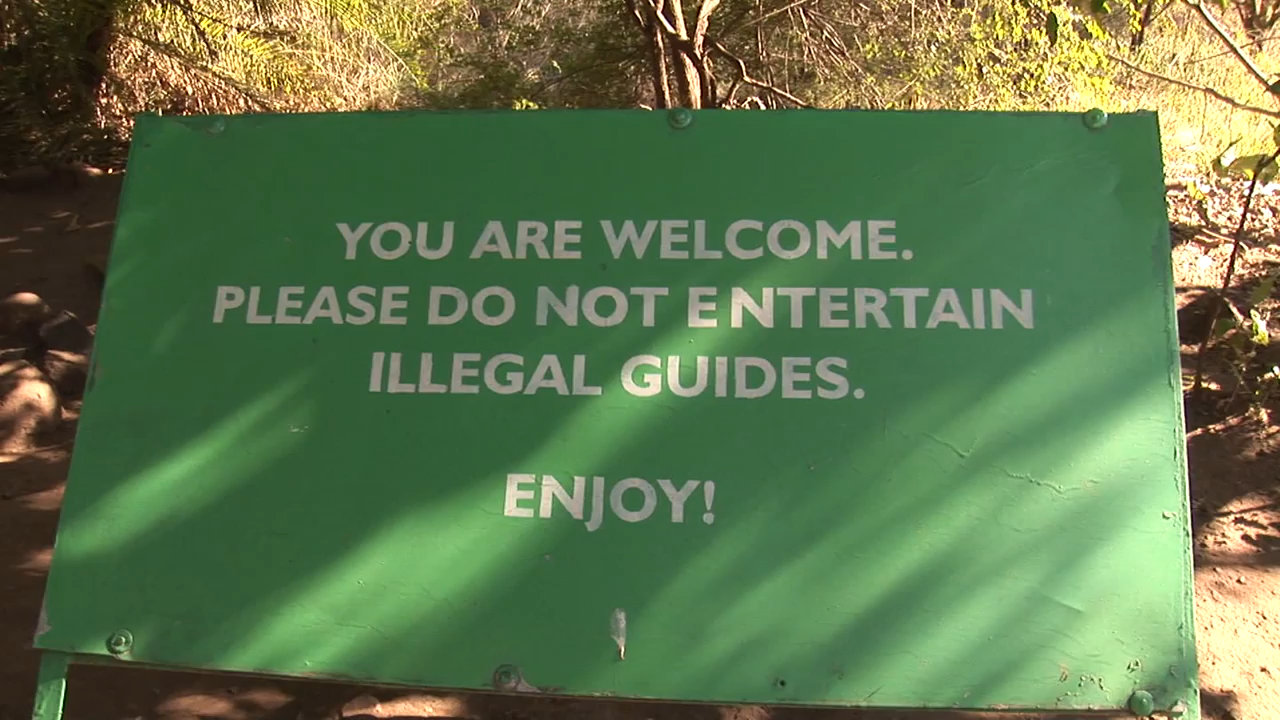 YOU ARE WELCOME.
PLEASE DO NOT ENTERTAIN
ILLEGAL GUIDES.
ENJOY!